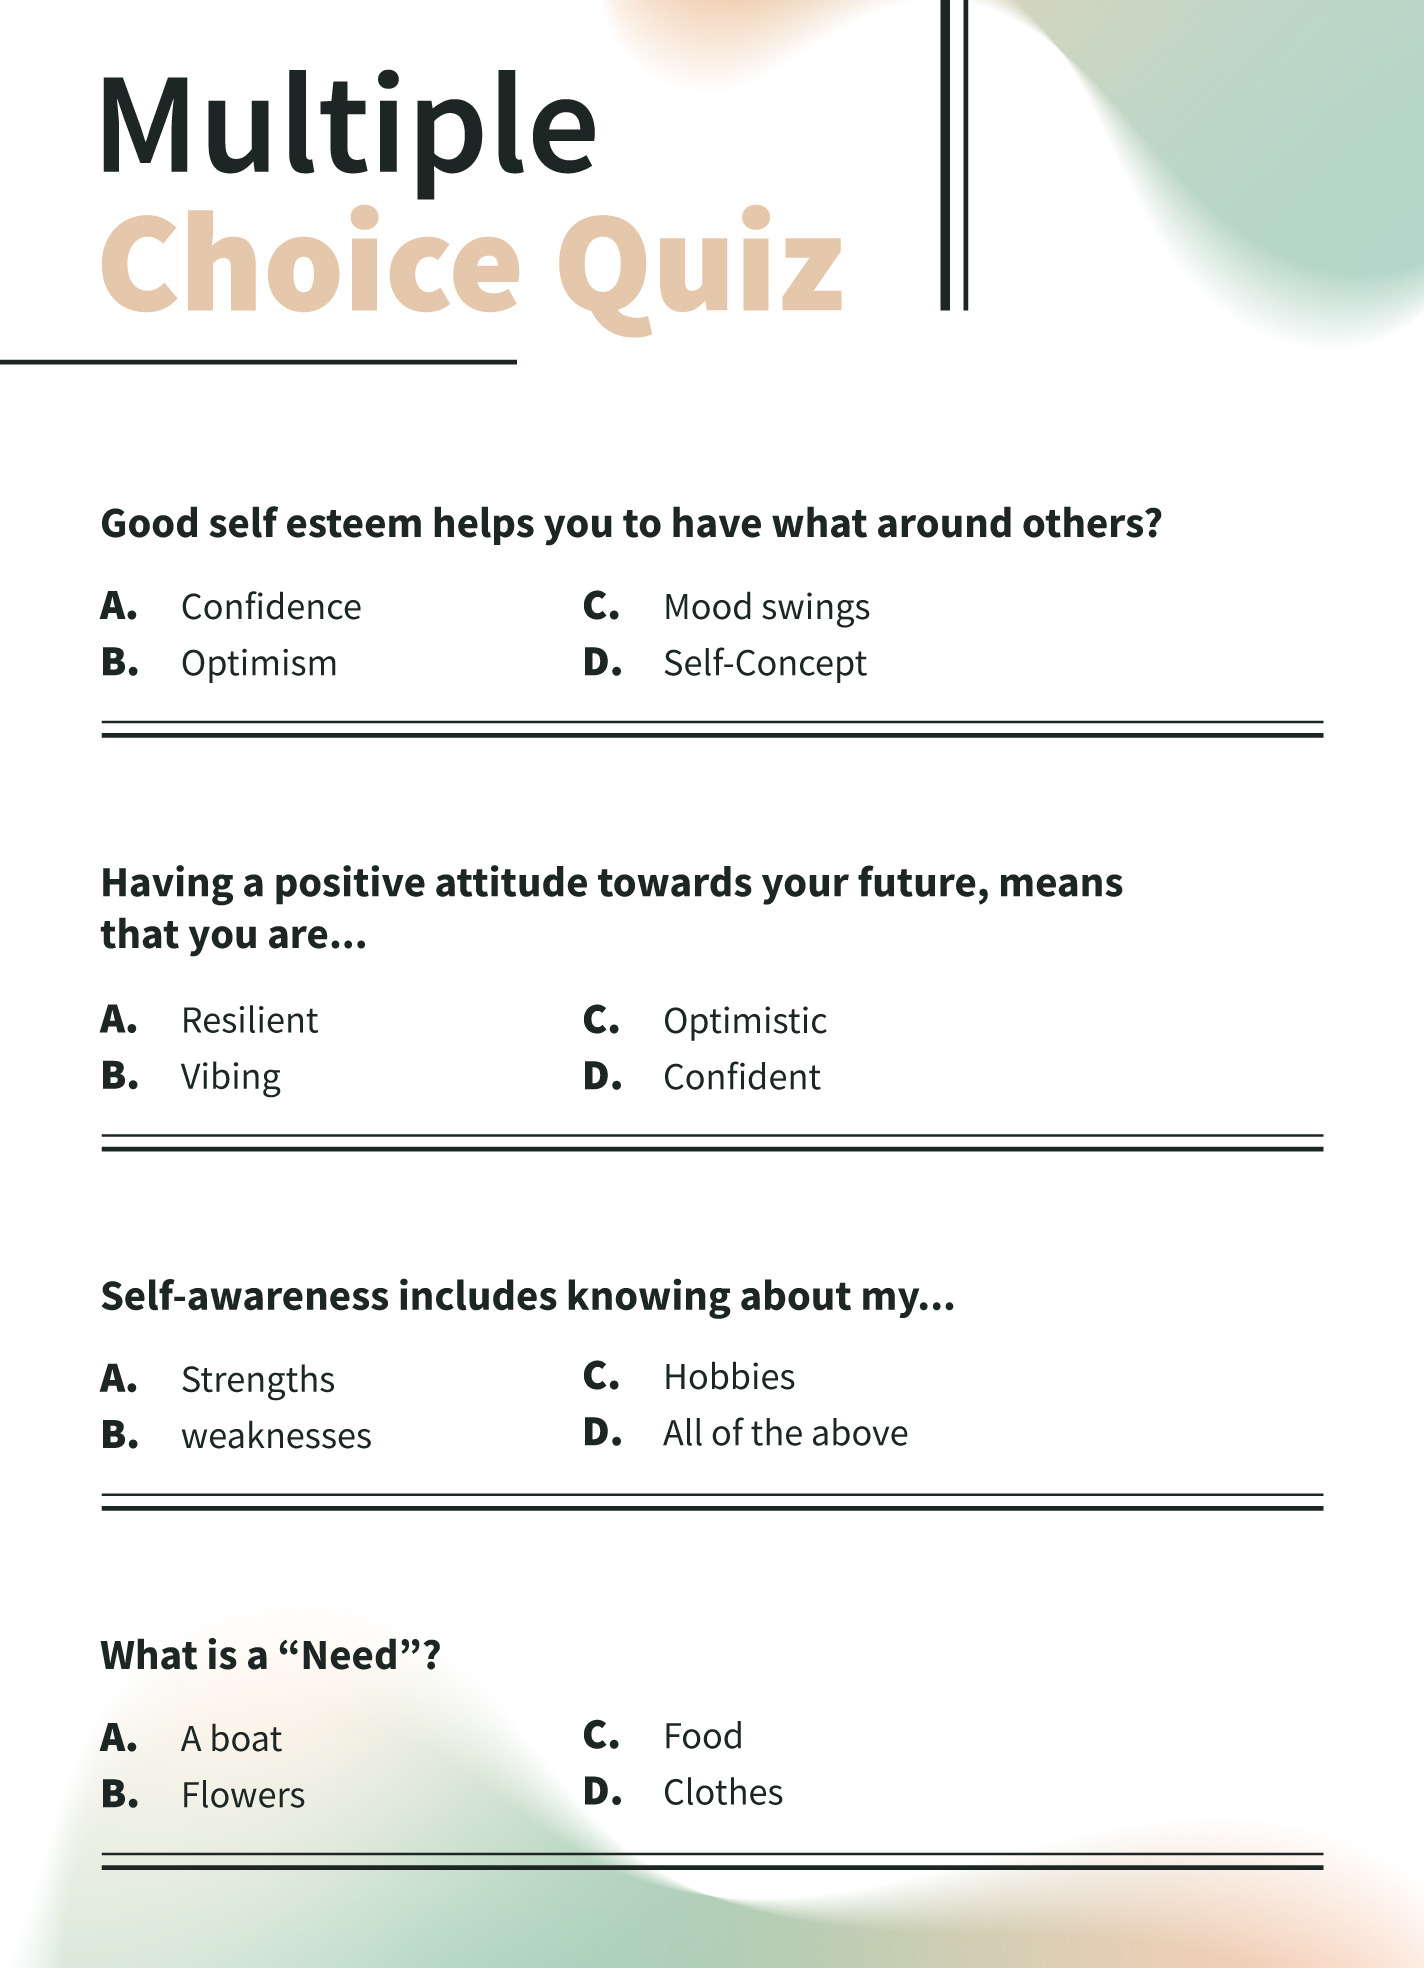 Multiple
Choice Quiz
Good self esteem helps you to have what around others?
A. Confidence
B. Optimism
C. Mood swings
D. Self-Concept
Having a positive attitude towards your future, means
that you are...
A. Resilient
B. Vibing
C. Optimistic
D. Confident
Self-awareness includes knowing about my...
A. Strengths
B. weaknesses
C. Hobbies
D. All of the above
What is a “Need”?
A. A boat
B. Flowers
C. Food
D. Clothes